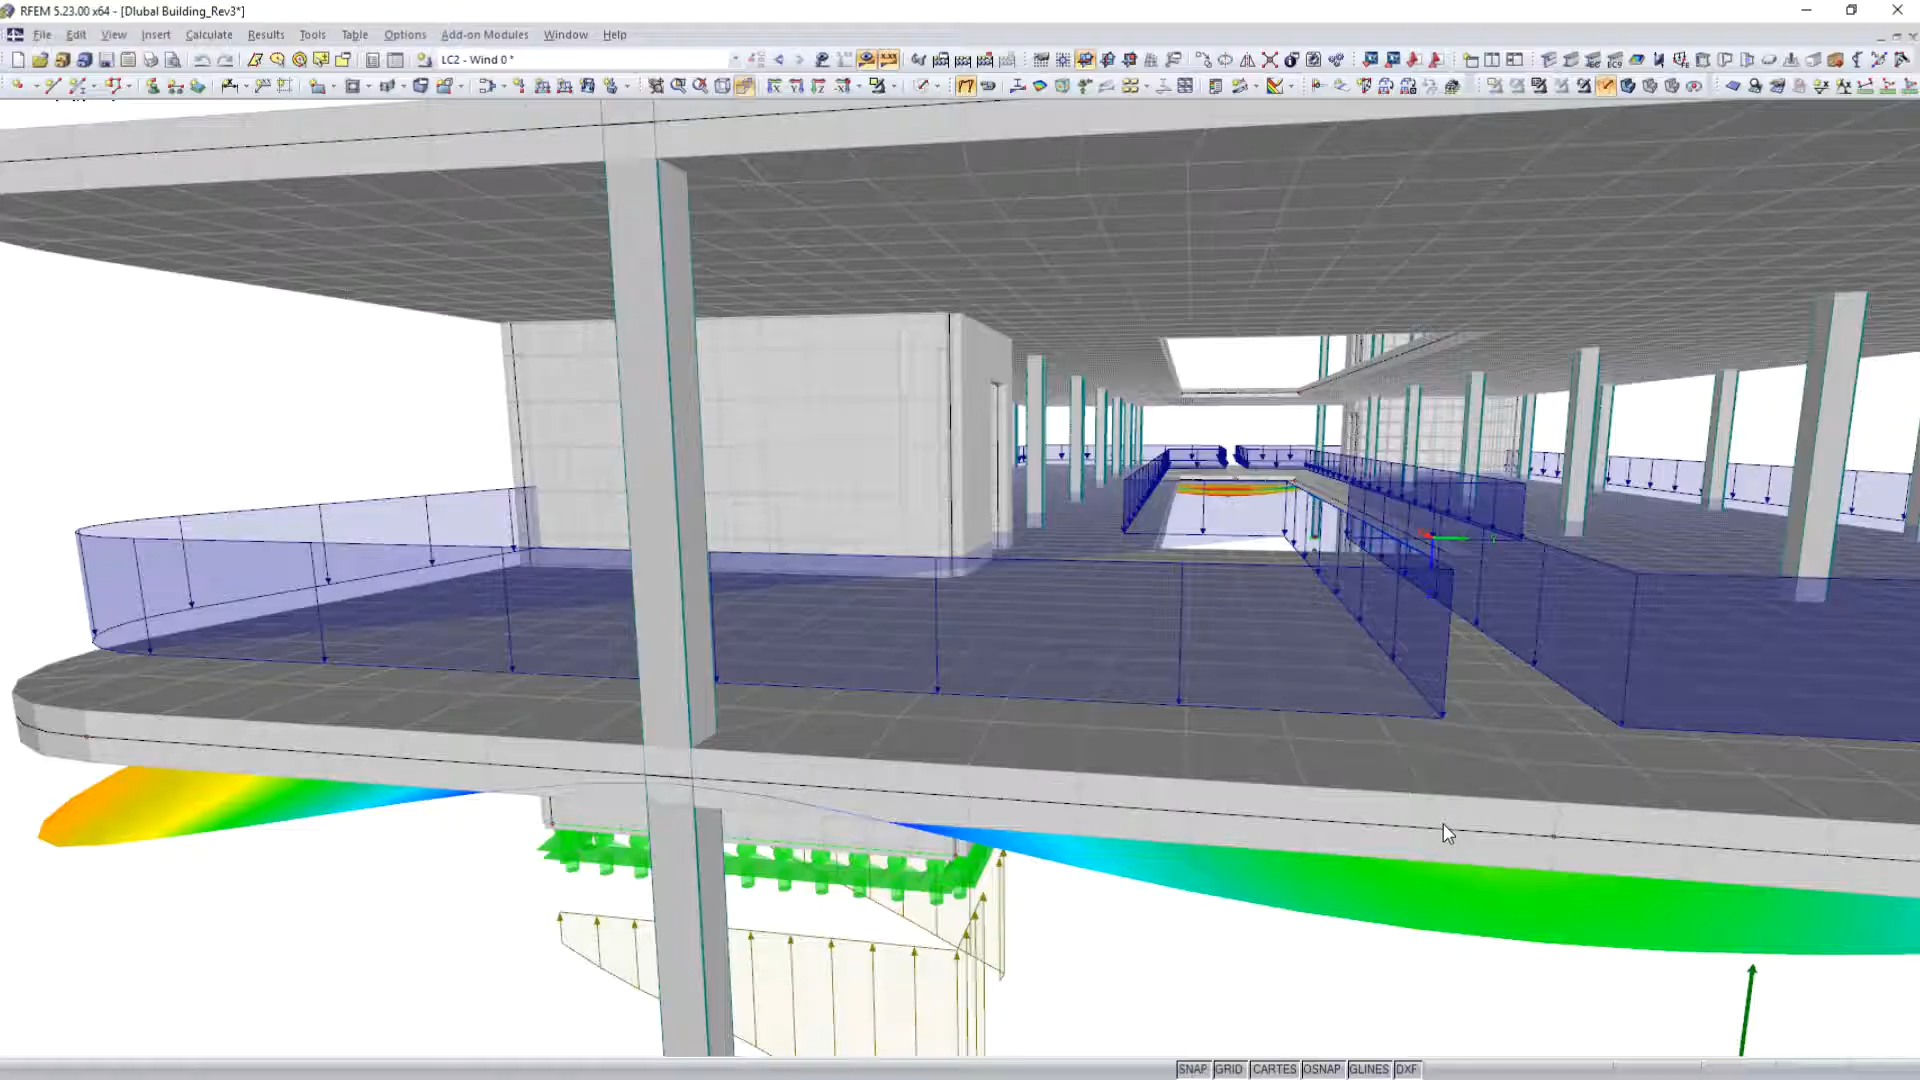 RFEM 5.23.00 x64 - [Dlubal Building_Rev3*]
File Edit View Insert Calculate Results Tools Table Options Add-on Modules Window Help
LC2 - Wind 0°
SNAP GRID CARTES OSNAP GLINES DXF